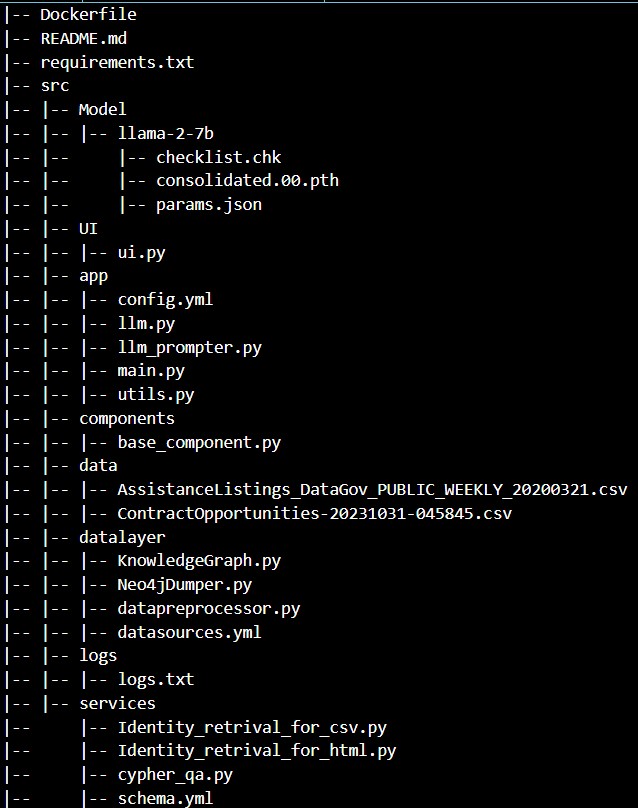 |-- Dockerfile
|-- README.md
|-- requirements.txt
|-- src
|-- |-- Model
|-- |-- |-- llama-2-7b
|-- |--     |-- checklist.chk
|-- |--     |-- consolidated.00.pth
|-- |--     |-- params.json
|-- |-- UI
|-- |-- |-- ui.py
|-- |-- app
|-- |-- |-- config.yml
|-- |-- |-- llm.py
|-- |-- |-- llm_prompter.py
|-- |-- |-- main.py
|-- |-- |-- utils.py
|-- |-- components
|-- |-- |-- base_component.py
|-- |-- data
|-- |-- |-- AssistanceListings_DataGov_PUBLIC_WEEKLY_20200321.csv
|-- |-- |-- ContractOpportunities-20231031-045845.csv
|-- |-- datalayer
|-- |-- |-- KnowledgeGraph.py
|-- |-- |-- Neo4jDumper.py
|-- |-- |-- datapreprocessor.py
|-- |-- |-- datasources.yml
|-- |-- logs
|-- |-- |-- logs.txt
|-- |-- services
|--     |-- Identity_retrival_for_csv.py
|--     |-- Identity_retrival_for_html.py
|--     |-- cypher_qa.py
|--     |-- schema.yml